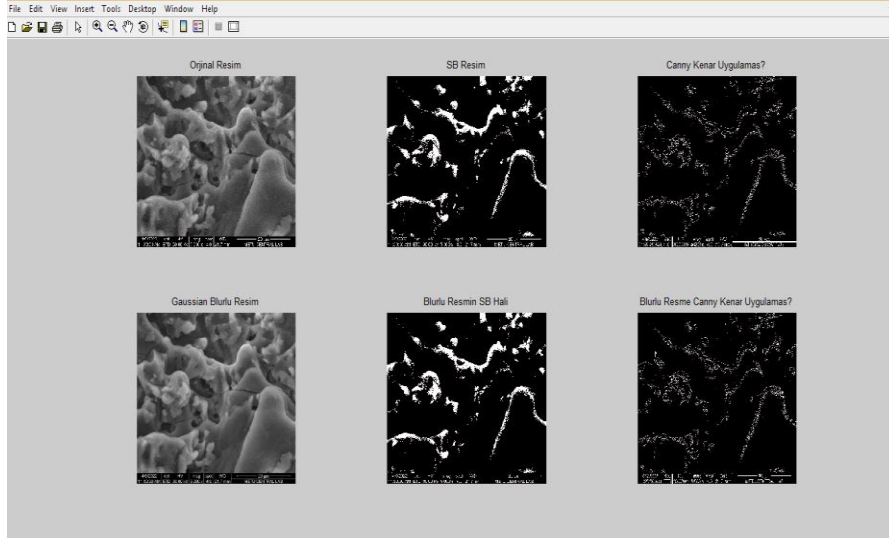 File Edit View Insert Tools Desktop Window Help
Orjinal Resim
SB Resim
Canny Kenar Uygulamas?
Gaussian Blurlu Resim
Blurlu Resmin SB Hali
Blurlu Resme Canny Kenar Uygulamas?